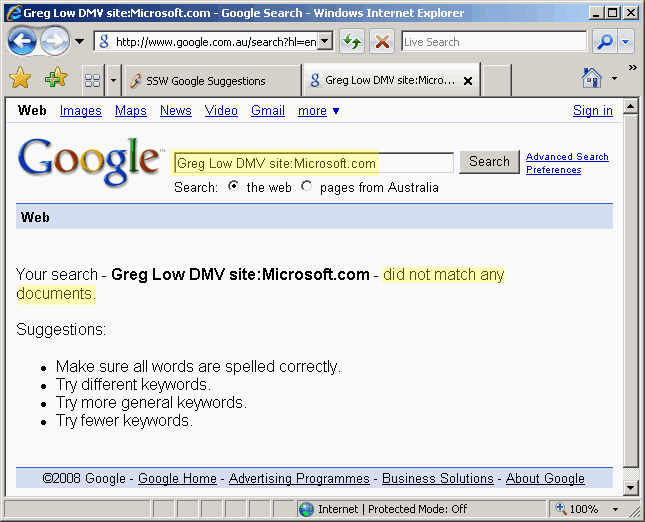 Greg Low DMV site:Microsoft.com - Google Search - Windows Internet Explorer
http://www.google.com.au/search?hl=en Live Search
SSW Google Suggestions Greg Low DMV site:Micro...
Web Images Maps News Video Gmail more ▼ Sign in
Google™ Greg Low DMV site:Microsoft.com Search Advanced Search
Preferences
Search: the web pages from Australia
Web
Your search - Greg Low DMV site:Microsoft.com - did not match any
documents.
Suggestions:
• Make sure all words are spelled correctly.
• Try different keywords.
• Try more general keywords.
• Try fewer keywords.
©2008 Google - Google Home - Advertising Programmes - Business Solutions - About Google
Internet | Protected Mode: Off 100%